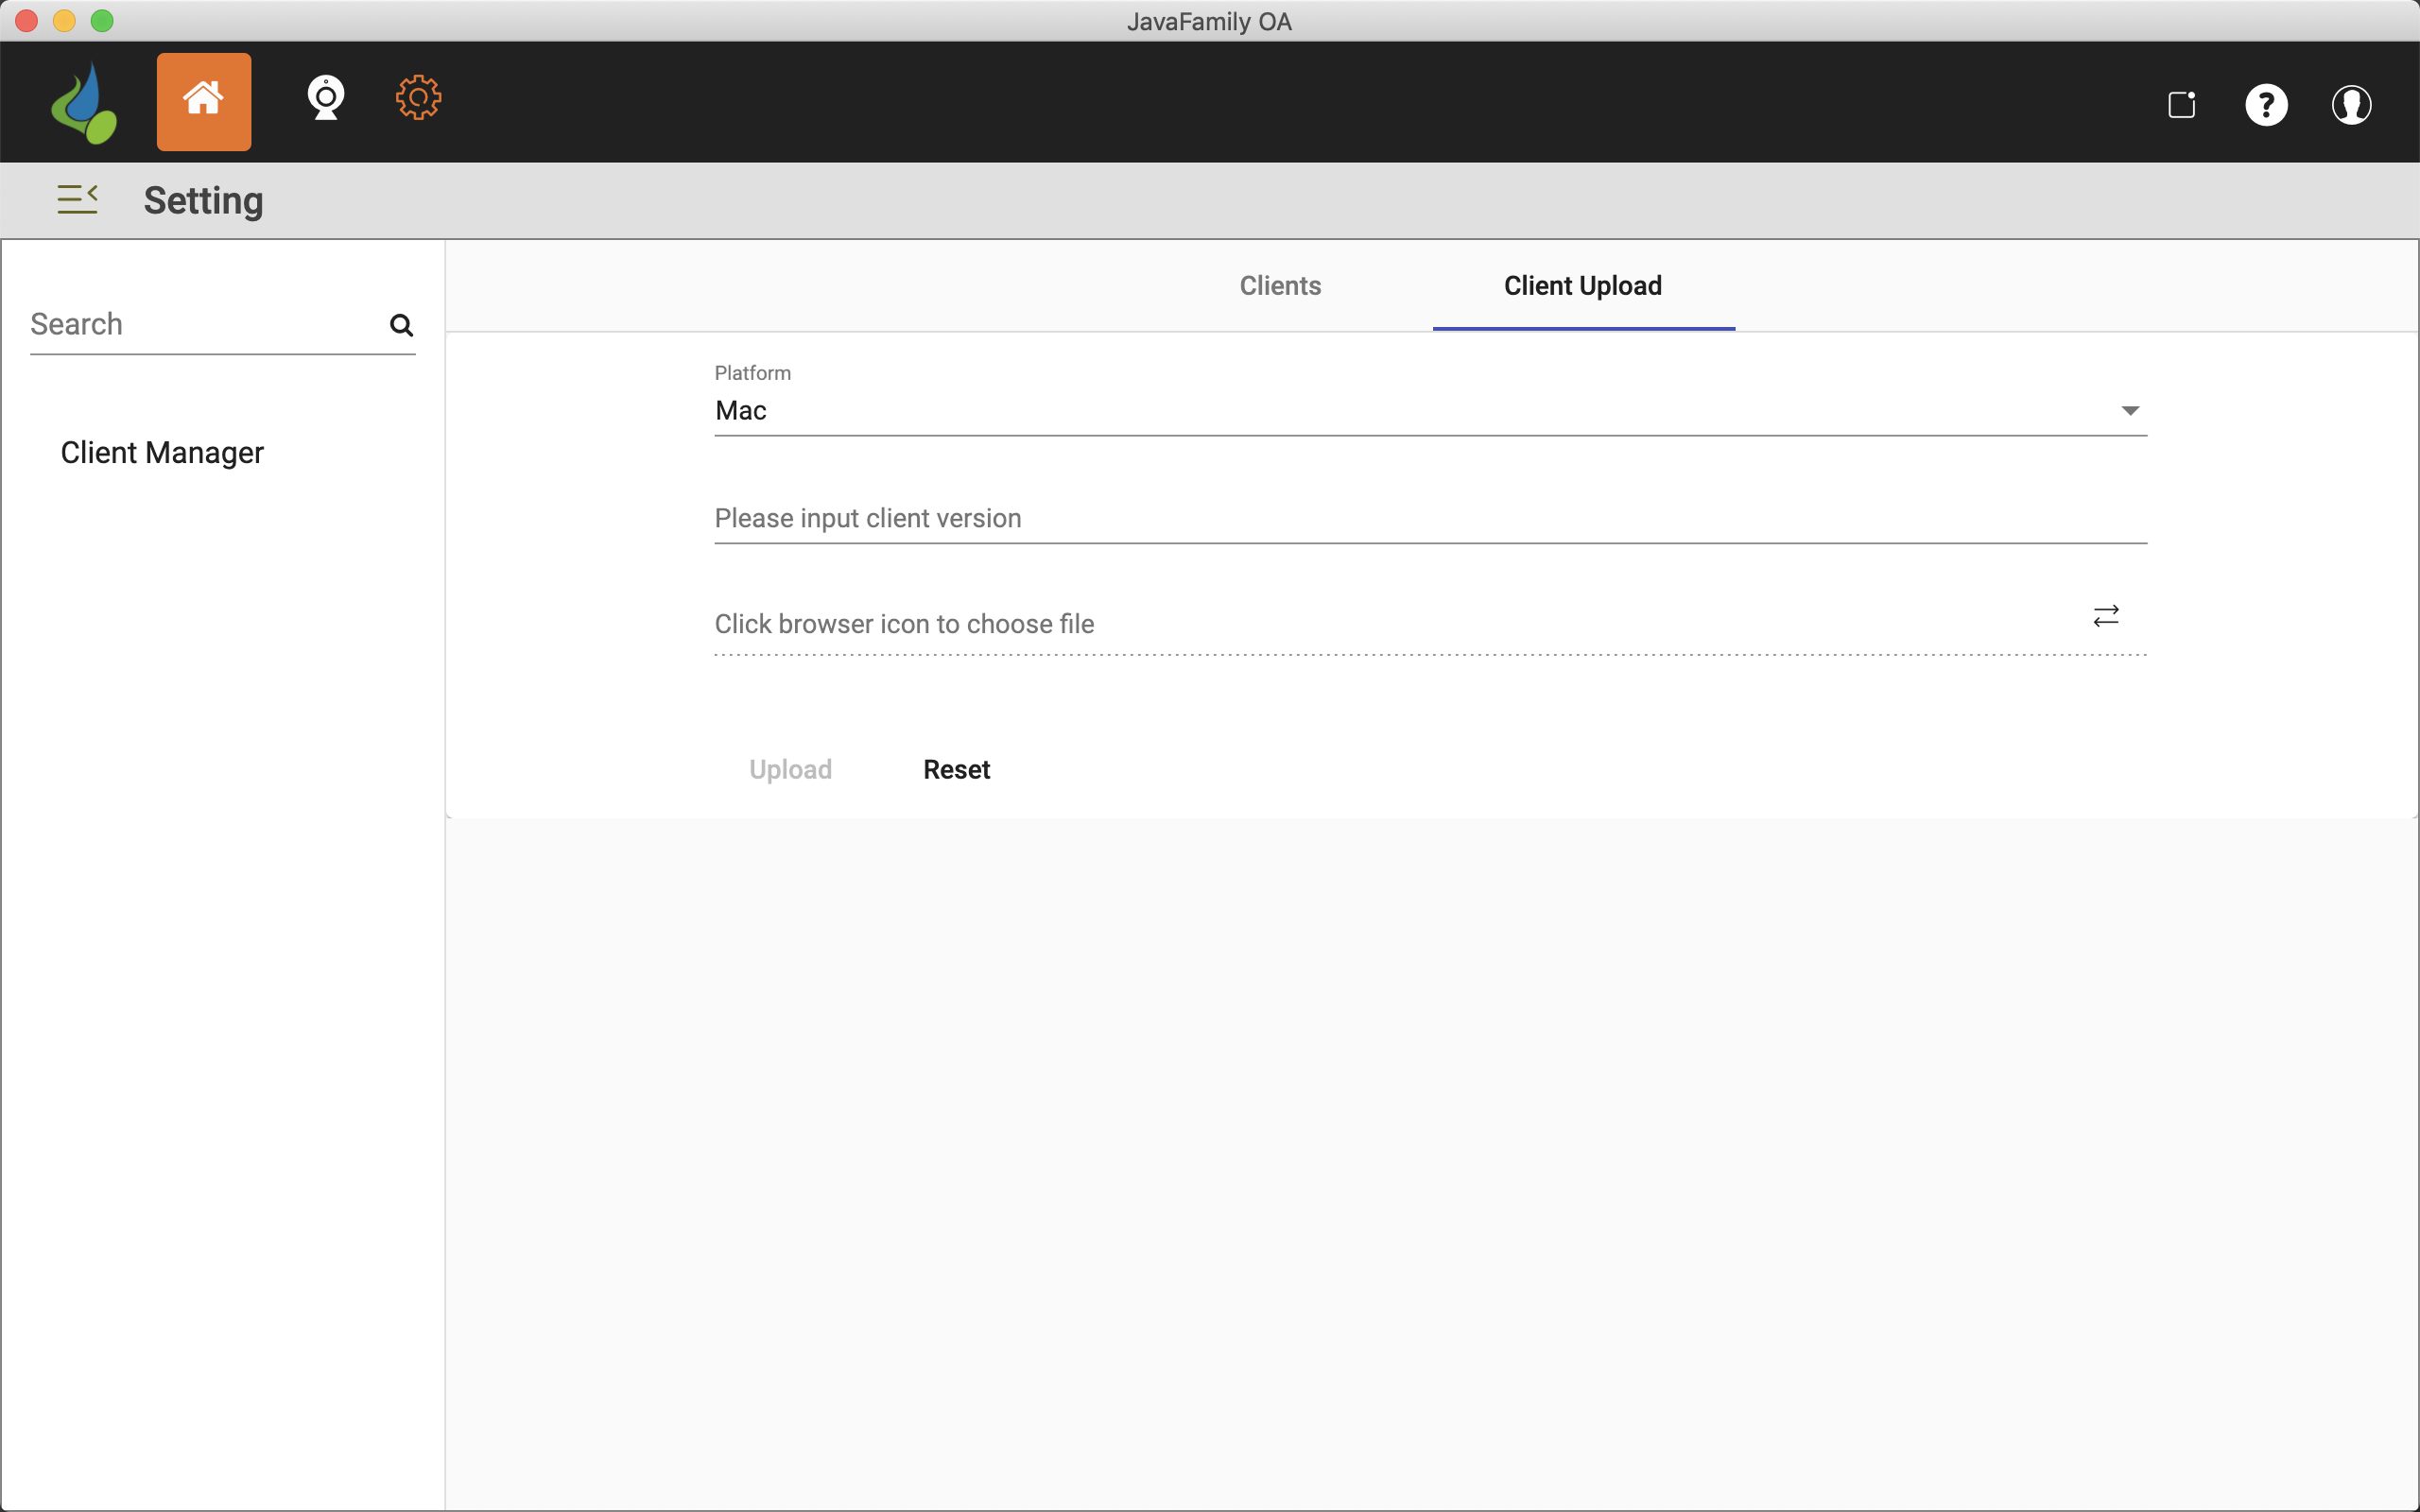 JavaFamily OA
Setting
Search
Client Manager
Clients
Client Upload
Platform
Mac
Please input client version
Click browser icon to choose file
Upload
Reset